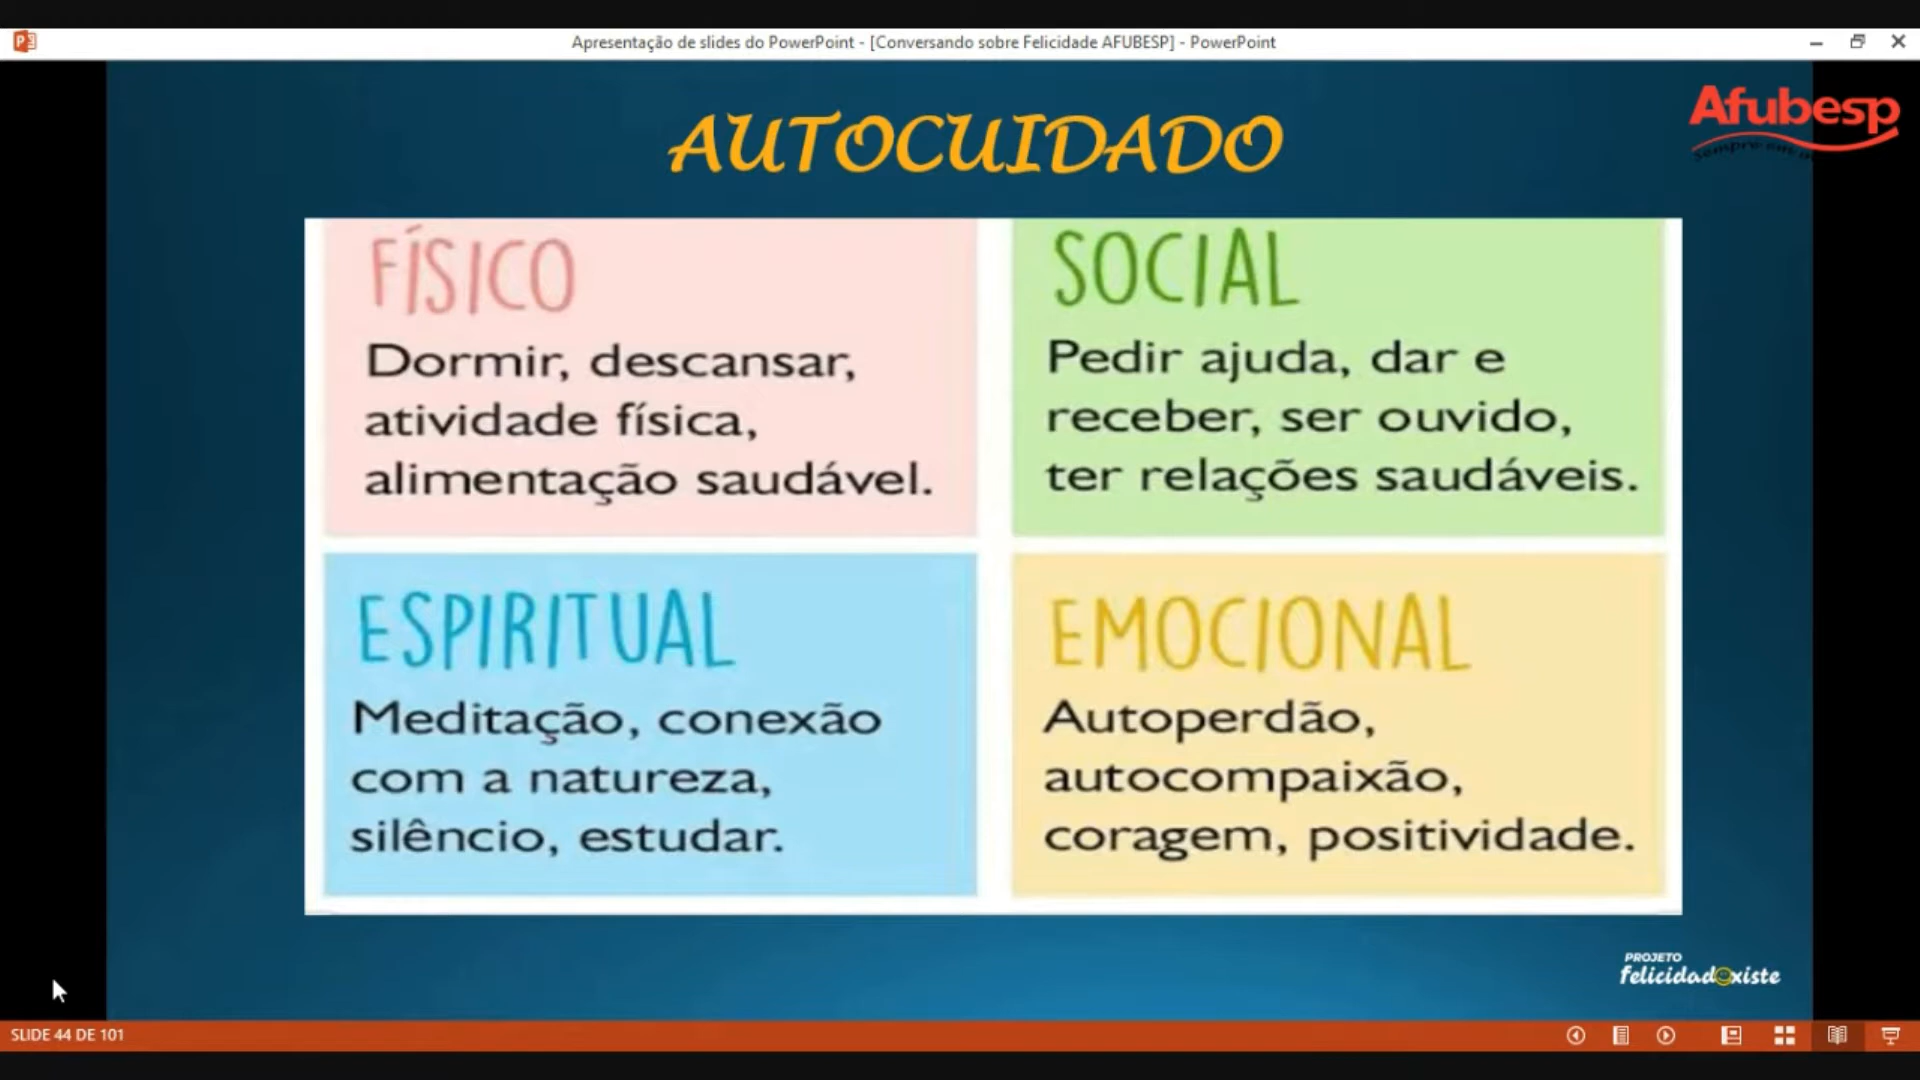 Apresentação de slides do PowerPoint - [Conversando sobre Felicidade AFUBESP] - PowerPoint
Afubesp
sempre em
AUTOCUIDADO
FÍSICO
Dormir, descansar,
atividade física,
alimentação saudável.
SOCIAL
Pedir ajuda, dar e
receber, ser ouvido,
ter relações saudáveis.
ESPIRITUAL
Meditação, conexão
com a natureza,
silêncio, estudar.
EMOCIONAL
Autoperdão,
autocompaixão,
coragem, positividade.
PROJETO
felicidadexiste
SLIDE 44 DE 101